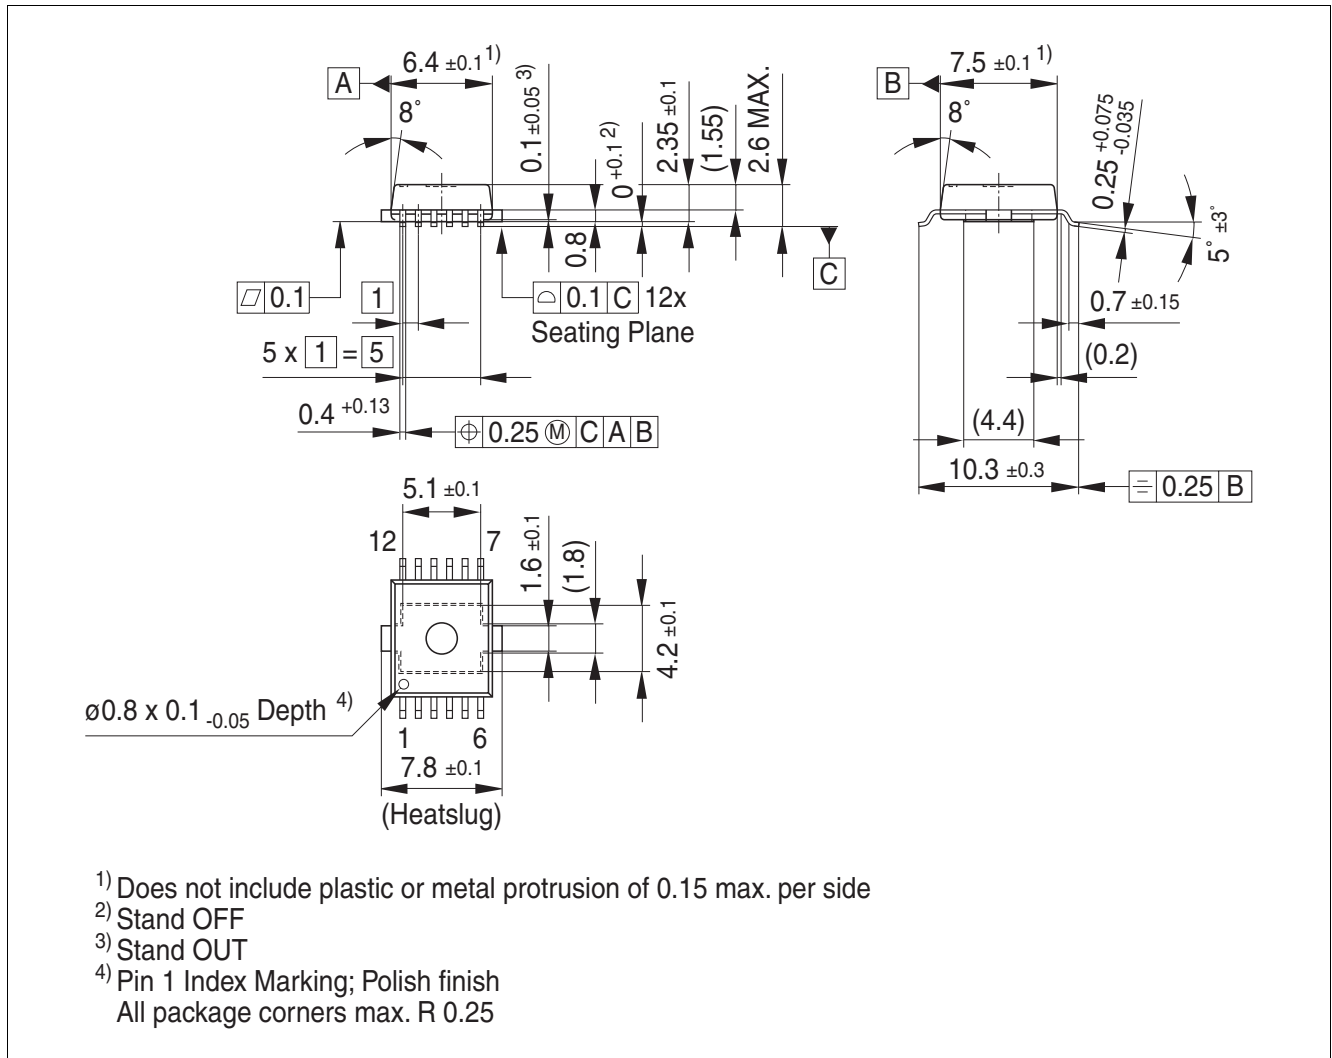 6.4 ±0.1 1)
A
8°
0.1 ±0.05 3)
0 +0.1 2)
2.35 ±0.1
(1.55)
2.6 MAX.
0.8
C
0.1
1
0.1 C 12x
Seating Plane
5 x 1 = 5
0.4 +0.13
0.25 Ⓜ C A B
7.5 ±0.1 1)
B
8°
0.25 +0.075 -0.035
5° ±3°
0.7 ±0.15
(0.2)
(4.4)
10.3 ±0.3
0.25 B
5.1 ±0.1
12 7
1.6 ±0.1
(1.8)
4.2 ±0.1
ø0.8 x 0.1 -0.05 Depth 4)
1 6
7.8 ±0.1
(Heatslug)
1) Does not include plastic or metal protrusion of 0.15 max. per side
2) Stand OFF
3) Stand OUT
4) Pin 1 Index Marking; Polish finish
All package corners max. R 0.25